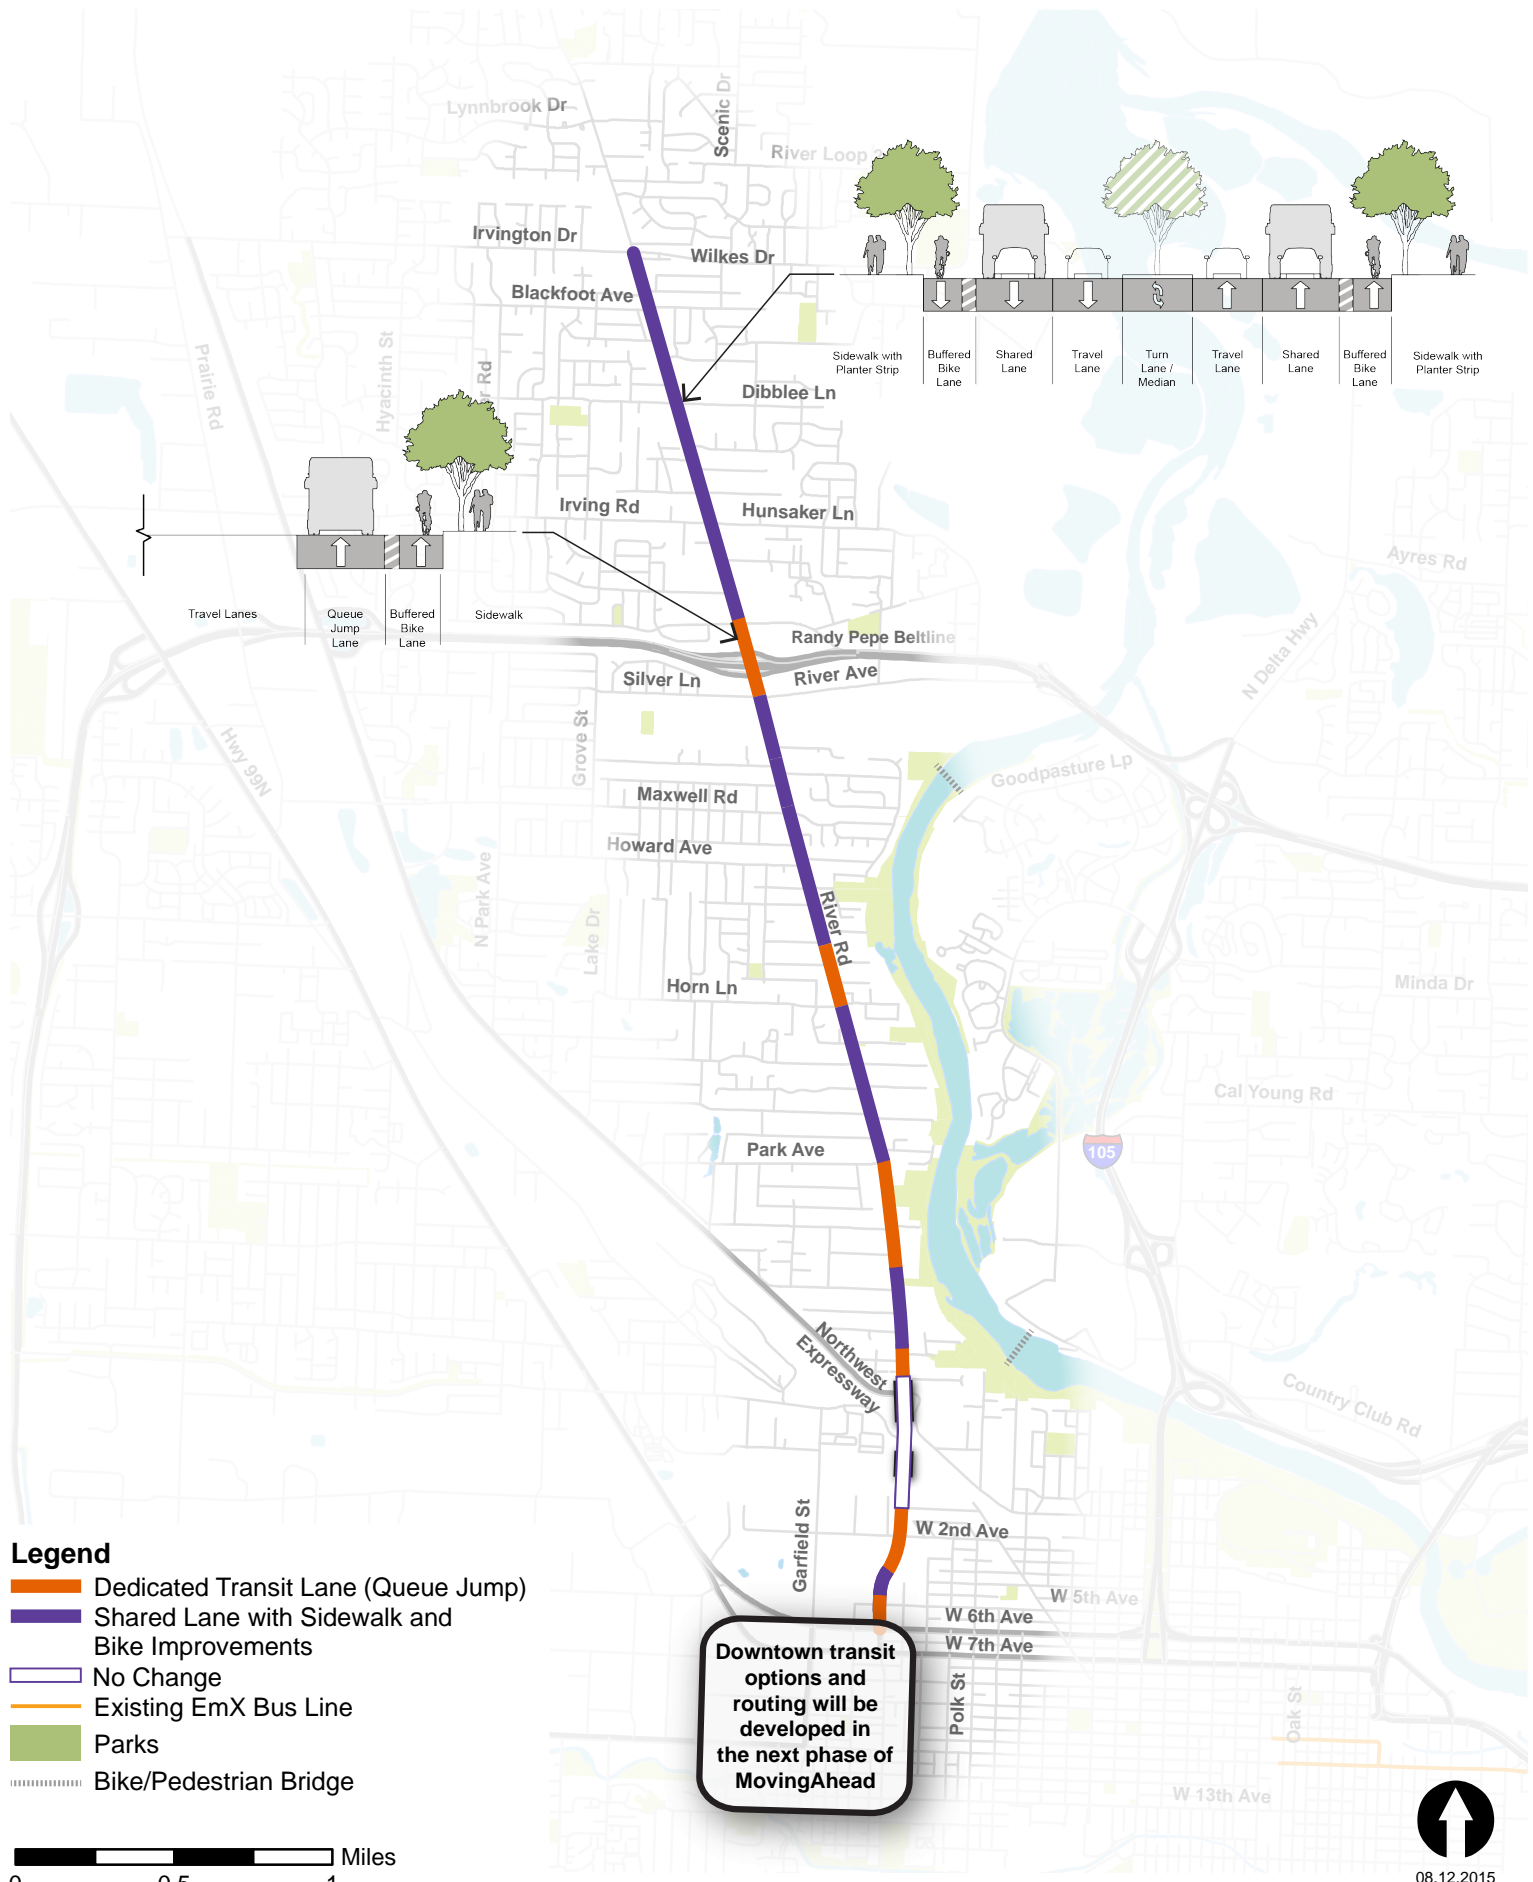 Lynnbrook Dr
Scenic Dr
River Loop
Irvington Dr
Wilkes Dr
Blackfoot Ave
Prairie Rd
Hyacinth St
Rd
Dibblee Ln
Sidewalk with
Planter Strip
Buffered
Bike
Lane
Shared
Lane
Travel
Lane
Turn
Lane /
Median
Travel
Lane
Shared
Lane
Buffered
Bike
Lane
Sidewalk with
Planter Strip
Irving Rd
Hunsaker Ln
Ayres Rd
Travel Lanes
Queue
Jump
Lane
Buffered
Bike
Lane
Sidewalk
Randy Pepe Beltline
River Ave
Silver Ln
N Delta Hwy
Grove St
Hwy 99N
Goodpasture Lp
Maxwell Rd
Howard Ave
N Park Ave
Lake Dr
River Rd
Horn Ln
Minda Dr
Cal Young Rd
Park Ave
105
Northwest
Expressway
Country Club Rd
Garfield St
W 2nd Ave
W 5th Ave
W 6th Ave
W 7th Ave
Polk St
Oak St
W 13th Ave
Downtown transit
options and
routing will be
developed in
the next phase of
MovingAhead
Legend
Dedicated Transit Lane (Queue Jump)
Shared Lane with Sidewalk and
Bike Improvements
No Change
Existing EmX Bus Line
Parks
Bike/Pedestrian Bridge
Miles
0 0.5 1
08.12.2015